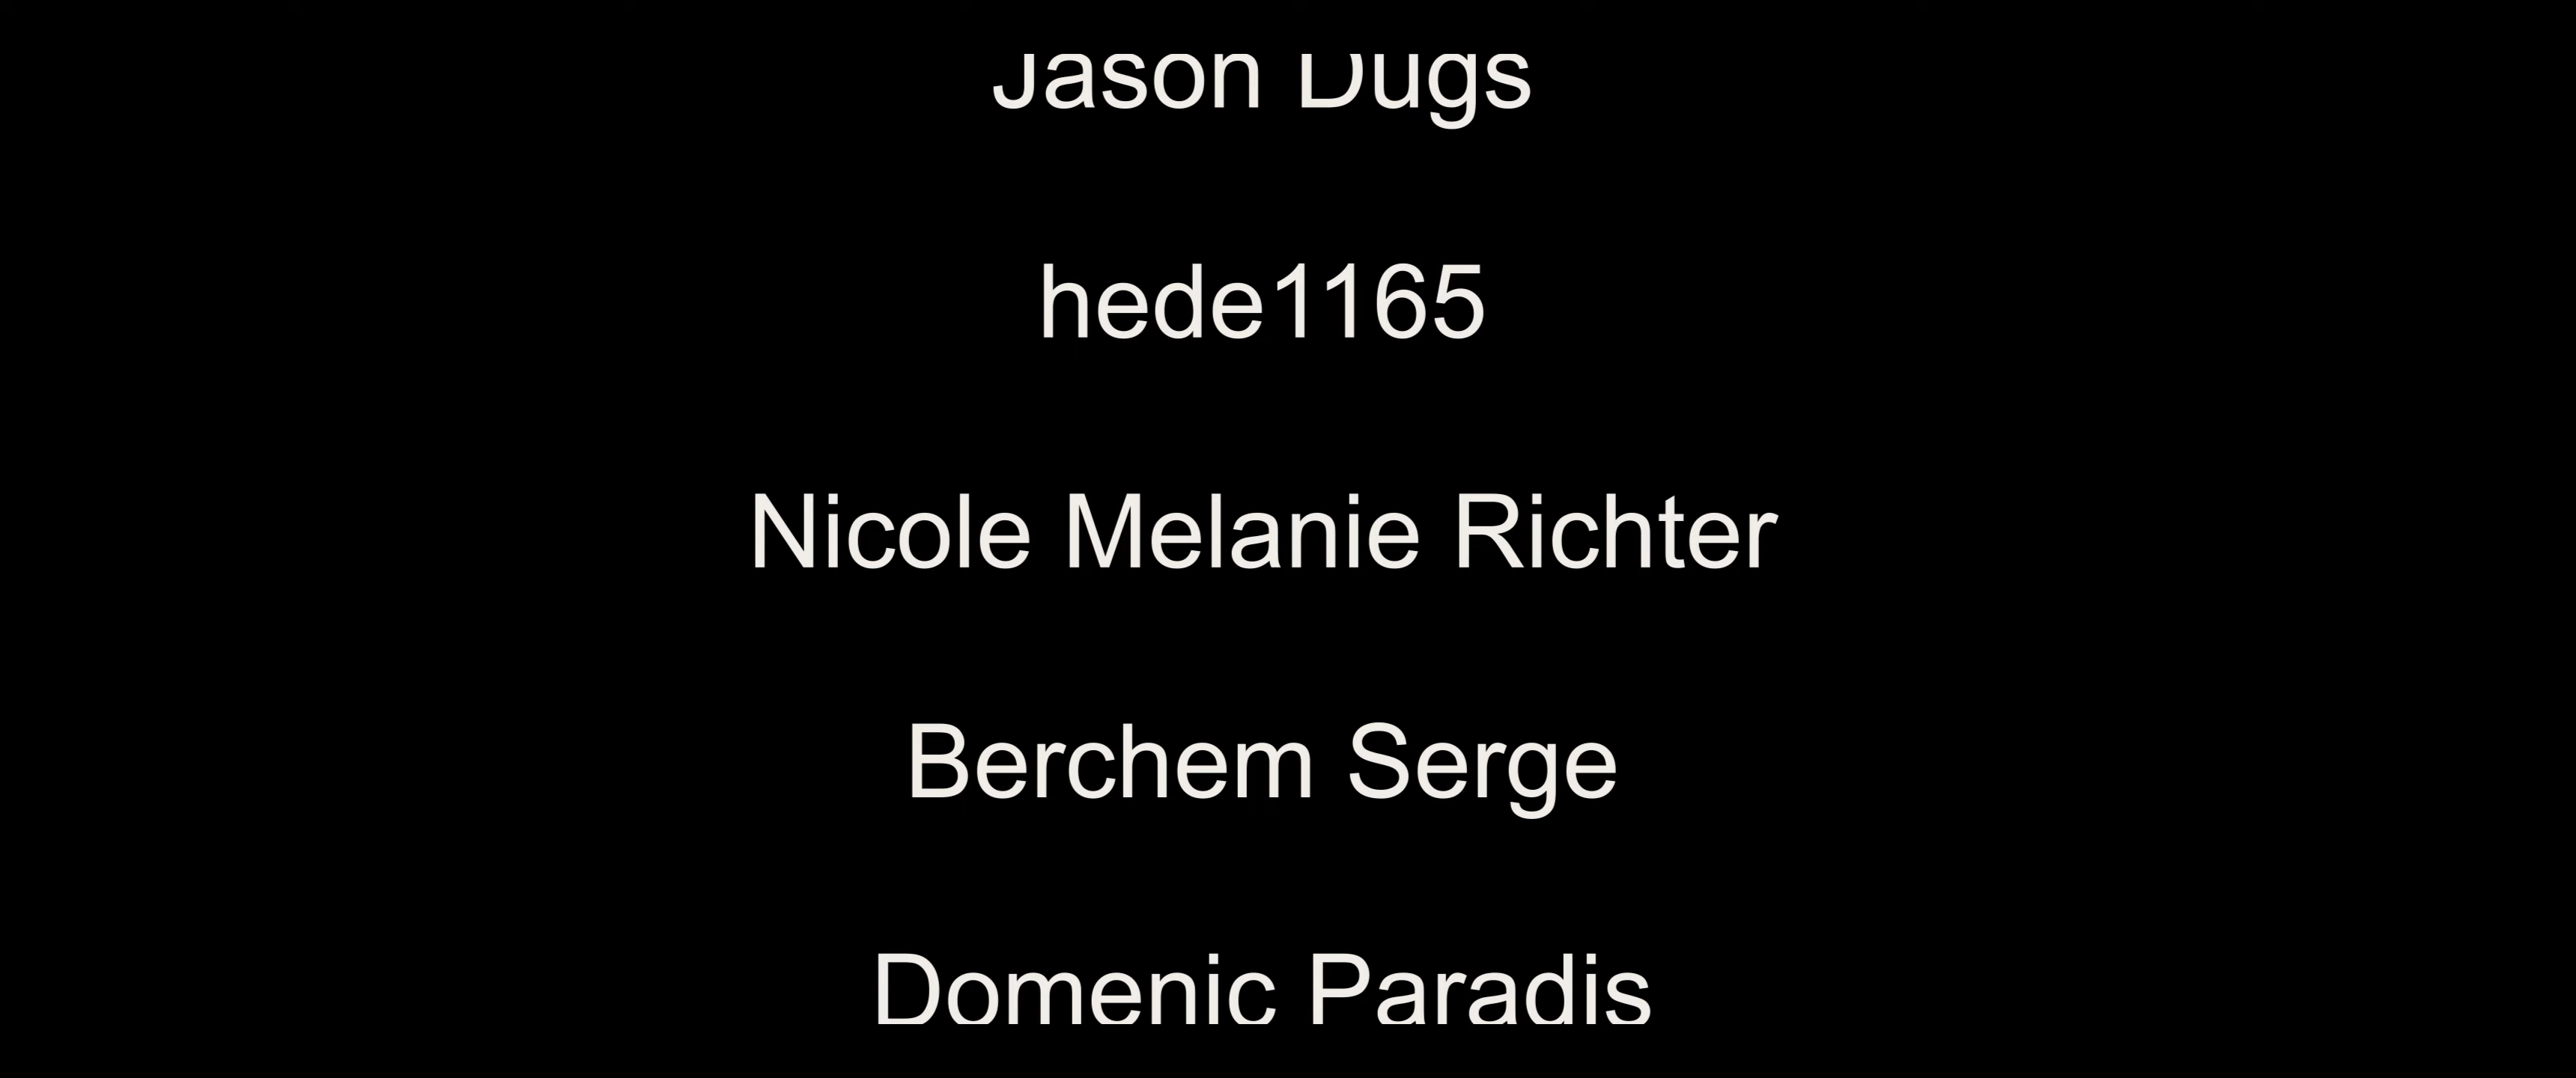 Jason Dugs
hede1165
Nicole Melanie Richter
Berchem Serge
Domenic Paradis